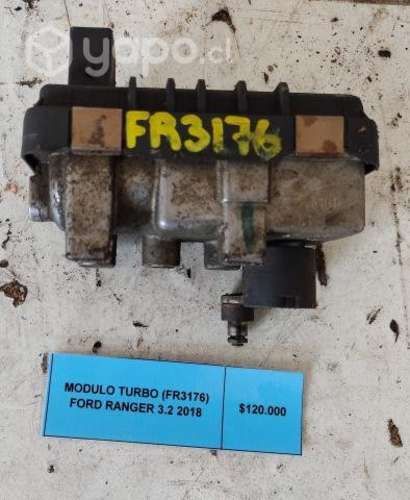 yapo.cl
FR3176
MODULO TURBO (FR3176)
FORD RANGER 3.2 2018
$120.000